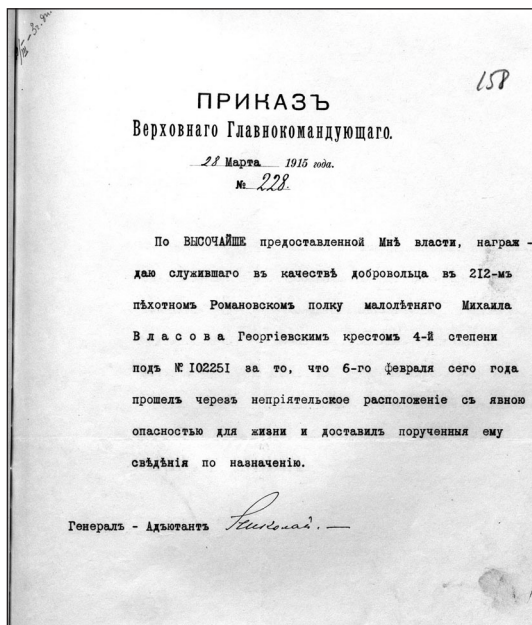 158
ПРИКАЗЪ
Верховнаго Главнокомандующаго.
28 Марта 1915 года.
№ 228.
По ВЫСОЧАЙШЕ предоставленной Мнѣ власти, награж -
даю служившаго въ качествѣ добровольца въ 212-мъ
пѣхотномъ Романовскомъ полку малолѣтняго Михаила
Власова Георгіевскимъ крестомъ 4-й степени
подъ № 102251 за то, что 6-го февраля сего года
прошелъ черезъ непріятельское расположеніе съ явною
опасностью для жизни и доставилъ порученныя ему
свѣдѣнія по назначенію.
Генералъ - Адъютантъ Николай. —